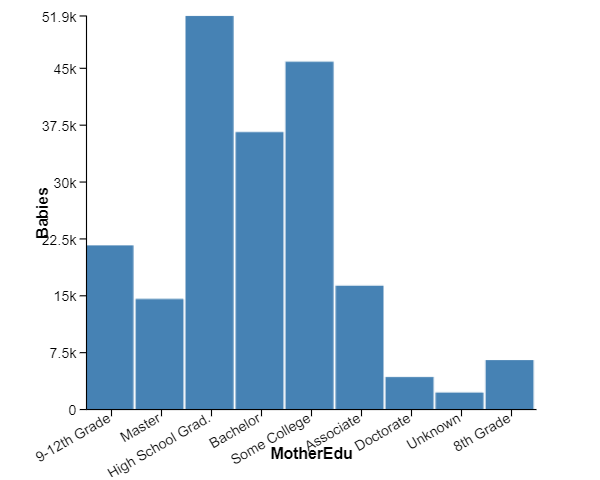 51.9k
45k
37.5k
30k
22.5k
15k
7.5k
0
Babies
9-12th Grade
Master
High School Grad.
Bachelor
Some College
Associate
Doctorate
Unknown
8th Grade
MotherEdu